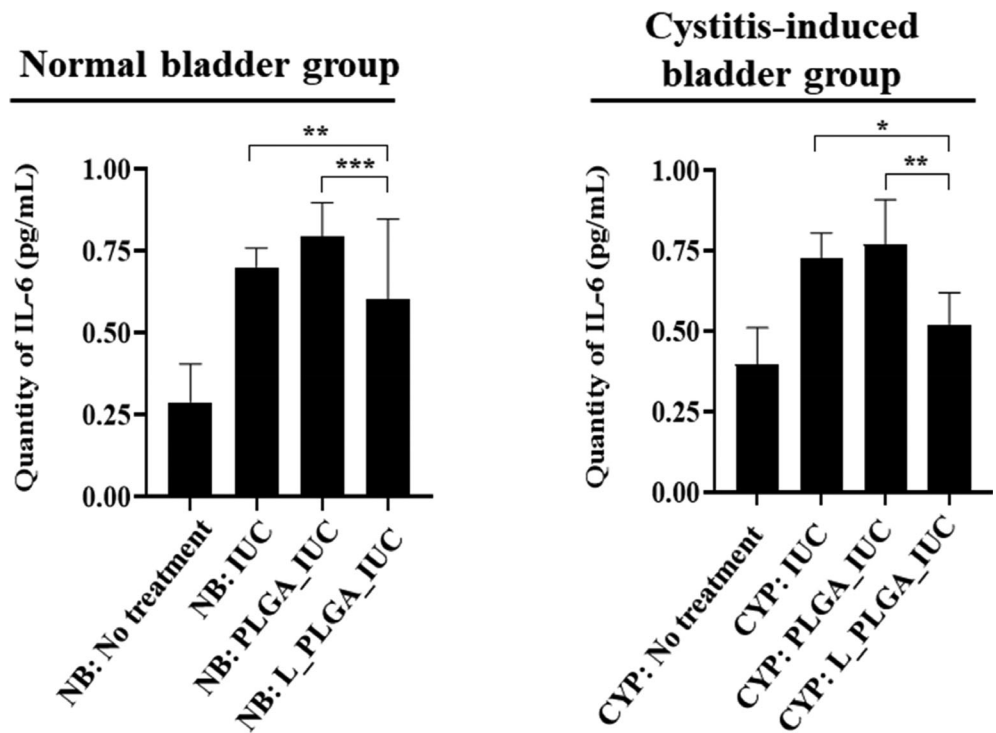 Normal bladder group
Quantity of IL-6 (pg/mL)
1.00
0.75
0.50
0.25
0.00
**
***
NB: No treatment
NB: IUC
NB: PLGA_IUC
NB: L_PLGA_IUC
Cystitis-induced
bladder group
Quantity of IL-6 (pg/mL)
1.00
0.75
0.50
0.25
0.00
*
**
CYP: No treatment
CYP: IUC
CYP: PLGA_IUC
CYP: L_PLGA_IUC